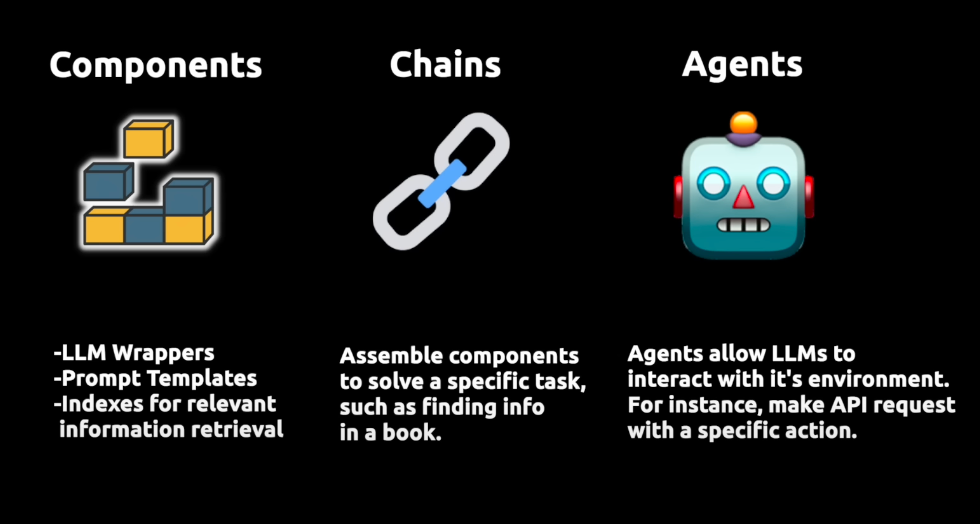 Components
-LLM Wrappers
-Prompt Templates
-Indexes for relevant
information retrieval
Chains
Assemble components
to solve a specific task,
such as finding info
in a book.
Agents
Agents allow LLMs to
interact with it's environment.
For instance, make API request
with a specific action.